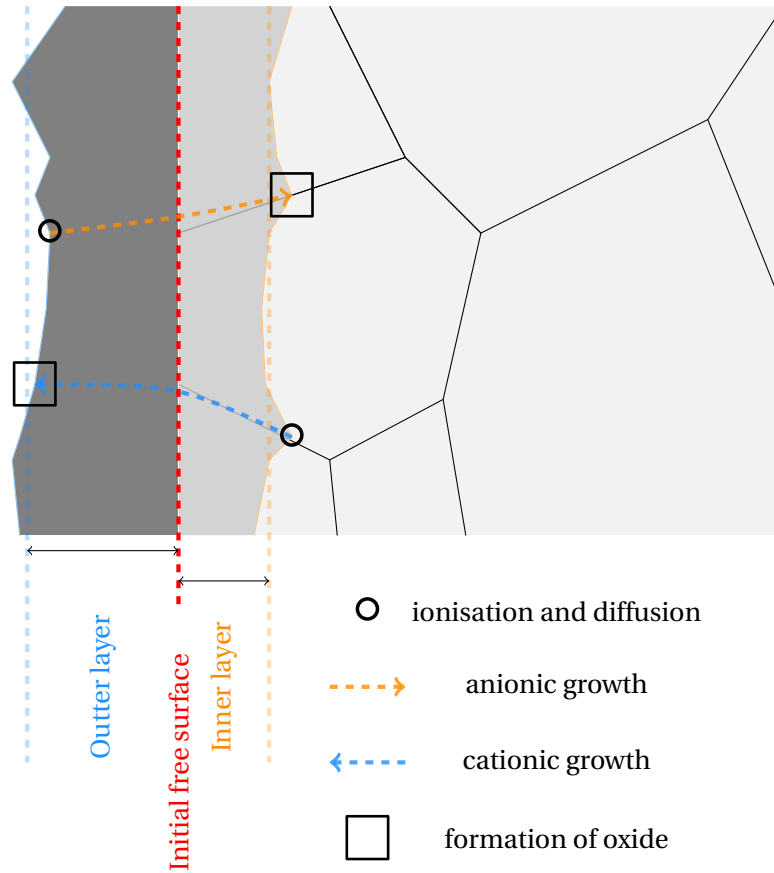 Outter layer
Initial free surface
Inner layer
ionisation and diffusion
anionic growth
cationic growth
formation of oxide